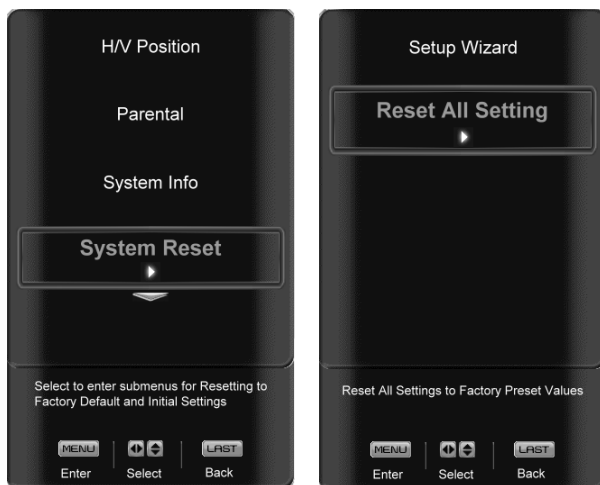 H/V Position
Parental
System Info
System Reset
Select to enter submenus for Resetting to
Factory Default and Initial Settings
MENU LAST
Enter Select Back
Setup Wizard
Reset All Setting
Reset All Settings to Factory Preset Values
MENU LAST
Enter Select Back